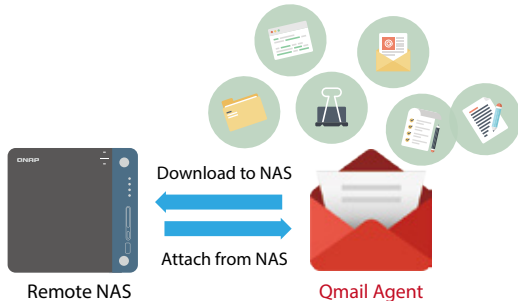 QNAP
Download to NAS
Attach from NAS
Remote NAS
Qmail Agent